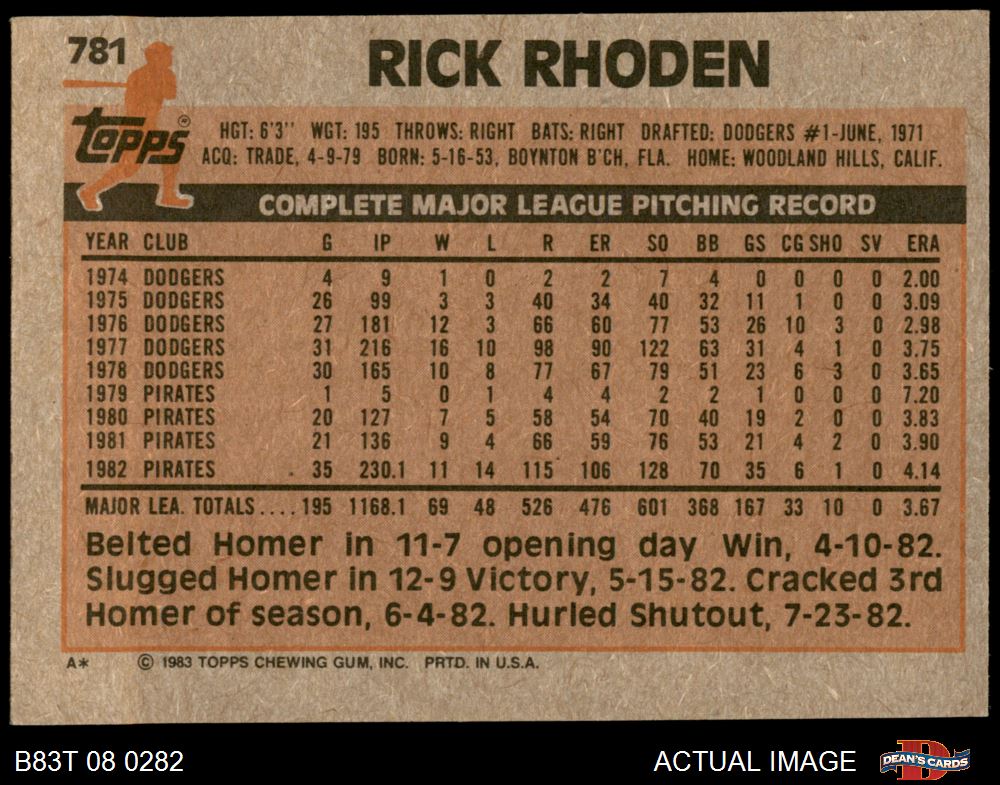 781
RICK RHODEN
TOPPS®
HGT: 6'3'' WGT: 195 THROWS: RIGHT BATS: RIGHT DRAFTED: DODGERS #1-JUNE, 1971
ACQ: TRADE, 4-9-79 BORN: 5-16-53, BOYNTON B'CH, FLA. HOME: WOODLAND HILLS, CALIF.
COMPLETE MAJOR LEAGUE PITCHING RECORD
YEAR CLUB G IP W L R ER SO BB GS CG SHO SV ERA
1974 DODGERS 4 9 1 0 2 2 7 4 0 0 0 0 2.00
1975 DODGERS 26 99 3 3 40 34 40 32 11 1 0 0 3.09
1976 DODGERS 27 181 12 3 66 60 77 53 26 10 3 0 2.98
1977 DODGERS 31 216 16 10 98 90 122 63 31 4 1 0 3.75
1978 DODGERS 30 165 10 8 77 67 79 51 23 6 3 0 3.65
1979 PIRATES 1 5 0 1 4 4 2 2 1 0 0 0 7.20
1980 PIRATES 20 127 7 5 58 54 70 40 19 2 0 0 3.83
1981 PIRATES 21 136 9 4 66 59 76 53 21 4 2 0 3.90
1982 PIRATES 35 230.1 11 14 115 106 128 70 35 6 1 0 4.14
MAJOR LEA. TOTALS.... 195 1168.1 69 48 526 476 601 368 167 33 10 0 3.67
Belted Homer in 11-7 opening day Win, 4-10-82.
Slugged Homer in 12-9 Victory, 5-15-82. Cracked 3rd
Homer of season, 6-4-82. Hurled Shutout, 7-23-82.
A* © 1983 TOPPS CHEWING GUM, INC. PRTD. IN U.S.A.
B83T 08 0282 ACTUAL IMAGE D DEAN'S CARDS